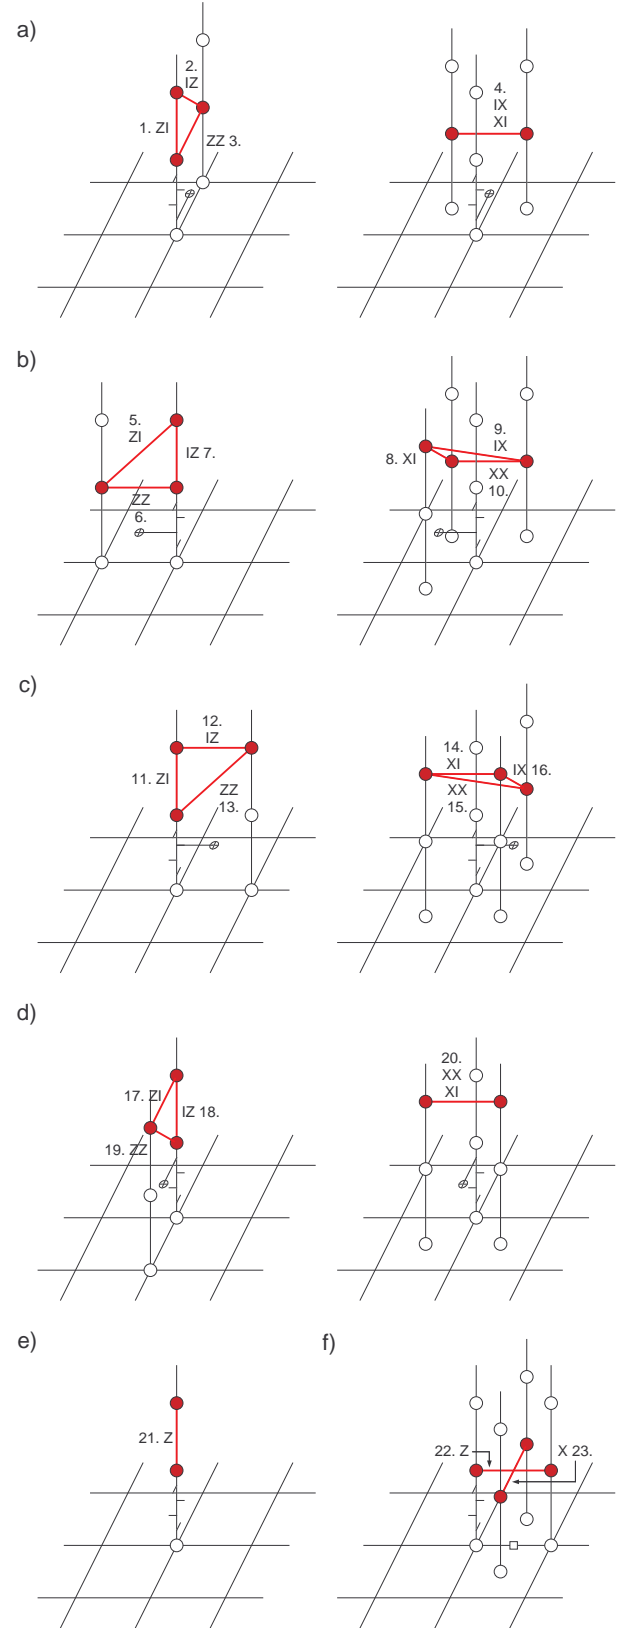 a)
2.
IZ
1. ZI
ZZ 3.
4.
IX
XI
b)
5.
ZI
IZ 7.
ZZ
6.
9.
IX
8. XI
XX
10.
c)
12.
IZ
11. ZI
ZZ
13.
14.
XI
IX 16.
XX
15.
d)
17. ZI
IZ 18.
19. ZZ
20.
XX
XI
e)
21. Z
f)
22. Z
X 23.